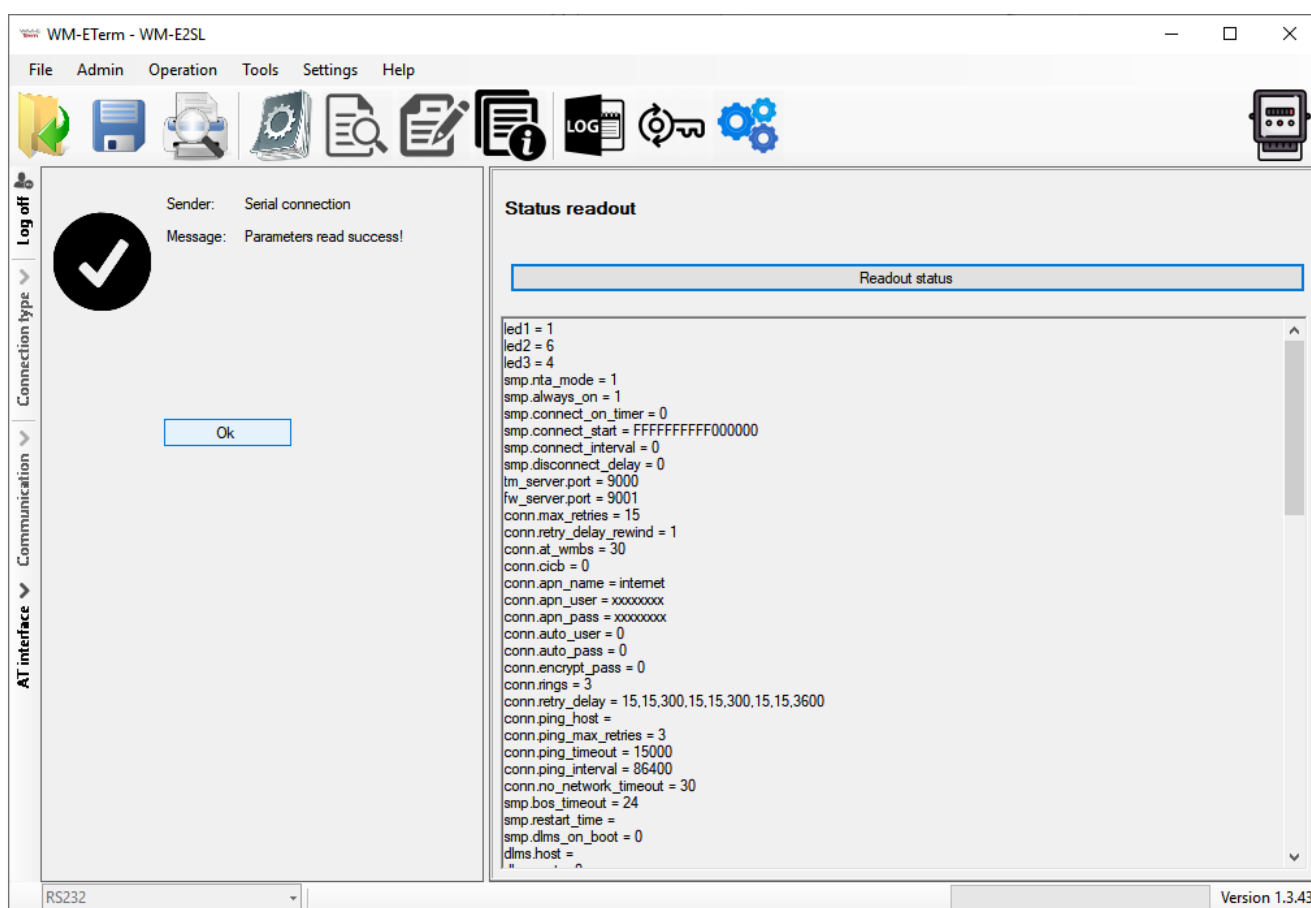 WM-ETerm - WM-E2SL
File Admin Operation Tools Settings Help
LOG
Log off
Connection type
Communication
AT interface
Sender: Serial connection
Message: Parameters read success!
Ok
Status readout
Readout status
led1 = 1
led2 = 6
led3 = 4
smp.nta_mode = 1
smp.always_on = 1
smp.connect_on_timer = 0
smp.connect_start = FFFFFFFFFF000000
smp.connect_interval = 0
smp.disconnect_delay = 0
tm_server.port = 9000
fw_server.port = 9001
conn.max_retries = 15
conn.retry_delay_rewind = 1
conn.at_wmbs = 30
conn.cicb = 0
conn.apn_name = internet
conn.apn_user = xxxxxxxx
conn.apn_pass = xxxxxxxx
conn.auto_user = 0
conn.auto_pass = 0
conn.encrypt_pass = 0
conn.rings = 3
conn.retry_delay = 15,15,300,15,15,300,15,15,3600
conn.ping_host =
conn.ping_max_retries = 3
conn.ping_timeout = 15000
conn.ping_interval = 86400
conn.no_network_timeout = 30
smp.bos_timeout = 24
smp.restart_time =
smp.dlms_on_boot = 0
dlms.host =
RS232
Version 1.3.43